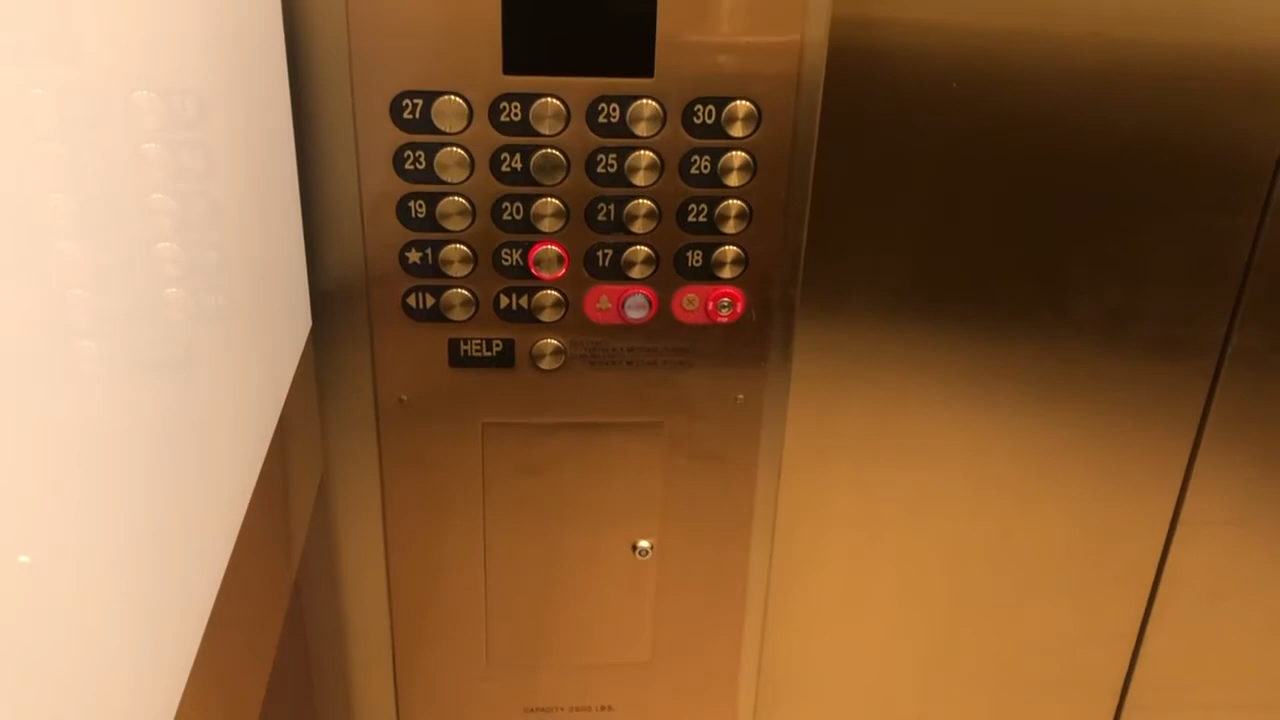 27 28 29 30
23 24 25 26
19 20 21 22
★1 SK 17 18
HELP
CAPACITY 3500 LBS.